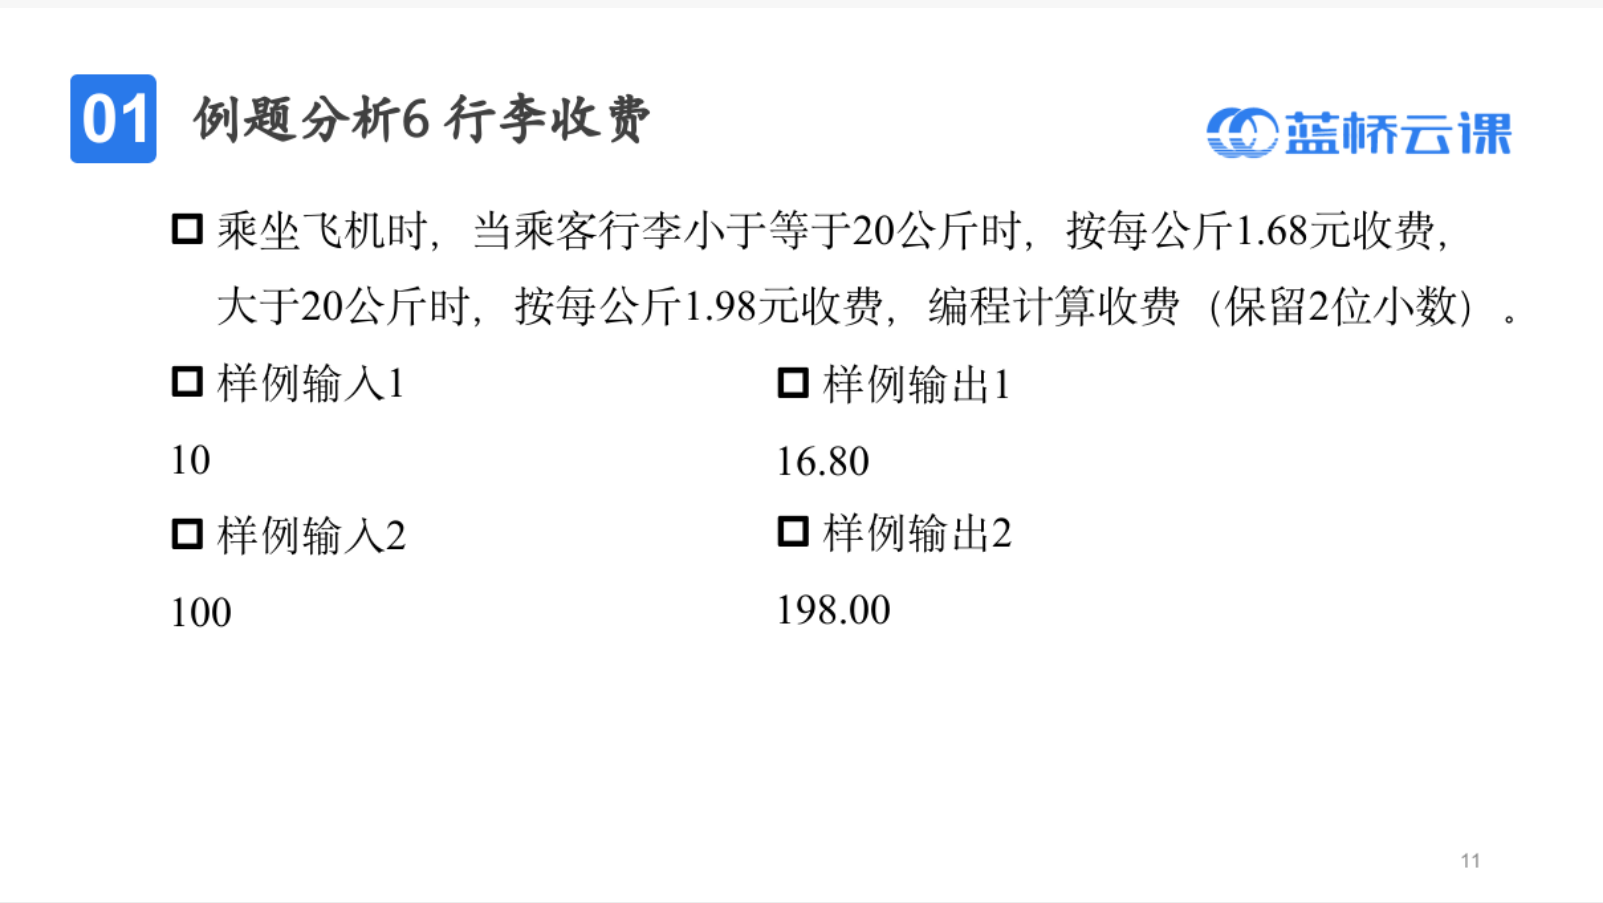 01 例题分析6 行李收费
蓝桥云课
乘坐飞机时，当乘客行李小于等于20公斤时，按每公斤1.68元收费，
大于20公斤时，按每公斤1.98元收费，编程计算收费（保留2位小数）。
样例输入1
样例输出1
10
16.80
样例输入2
样例输出2
100
198.00
11